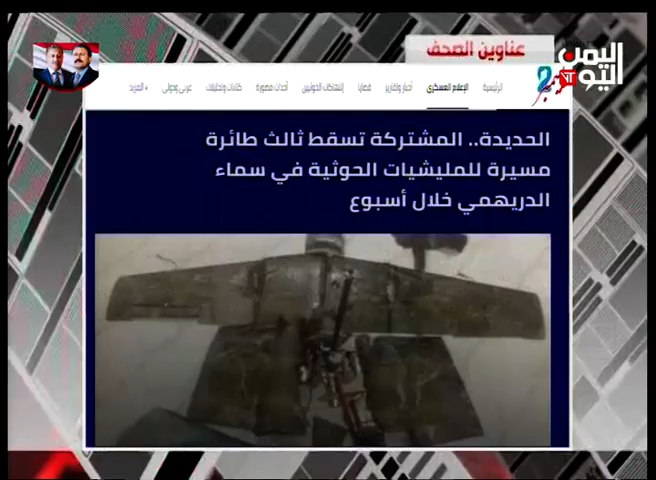 عناوين الصحف
اليمن
اليوم
الرئيسية الإعلام العسكري أخبار وتقارير قضايا إنتهاكات الحوثيين أحداث مصورة كتابات وتحليلات عربي ودولي + المزيد
الحديدة.. المشتركة تسقط ثالث طائرة
مسيرة للمليشيات الحوثية في سماء
الدريهمي خلال أسبوع